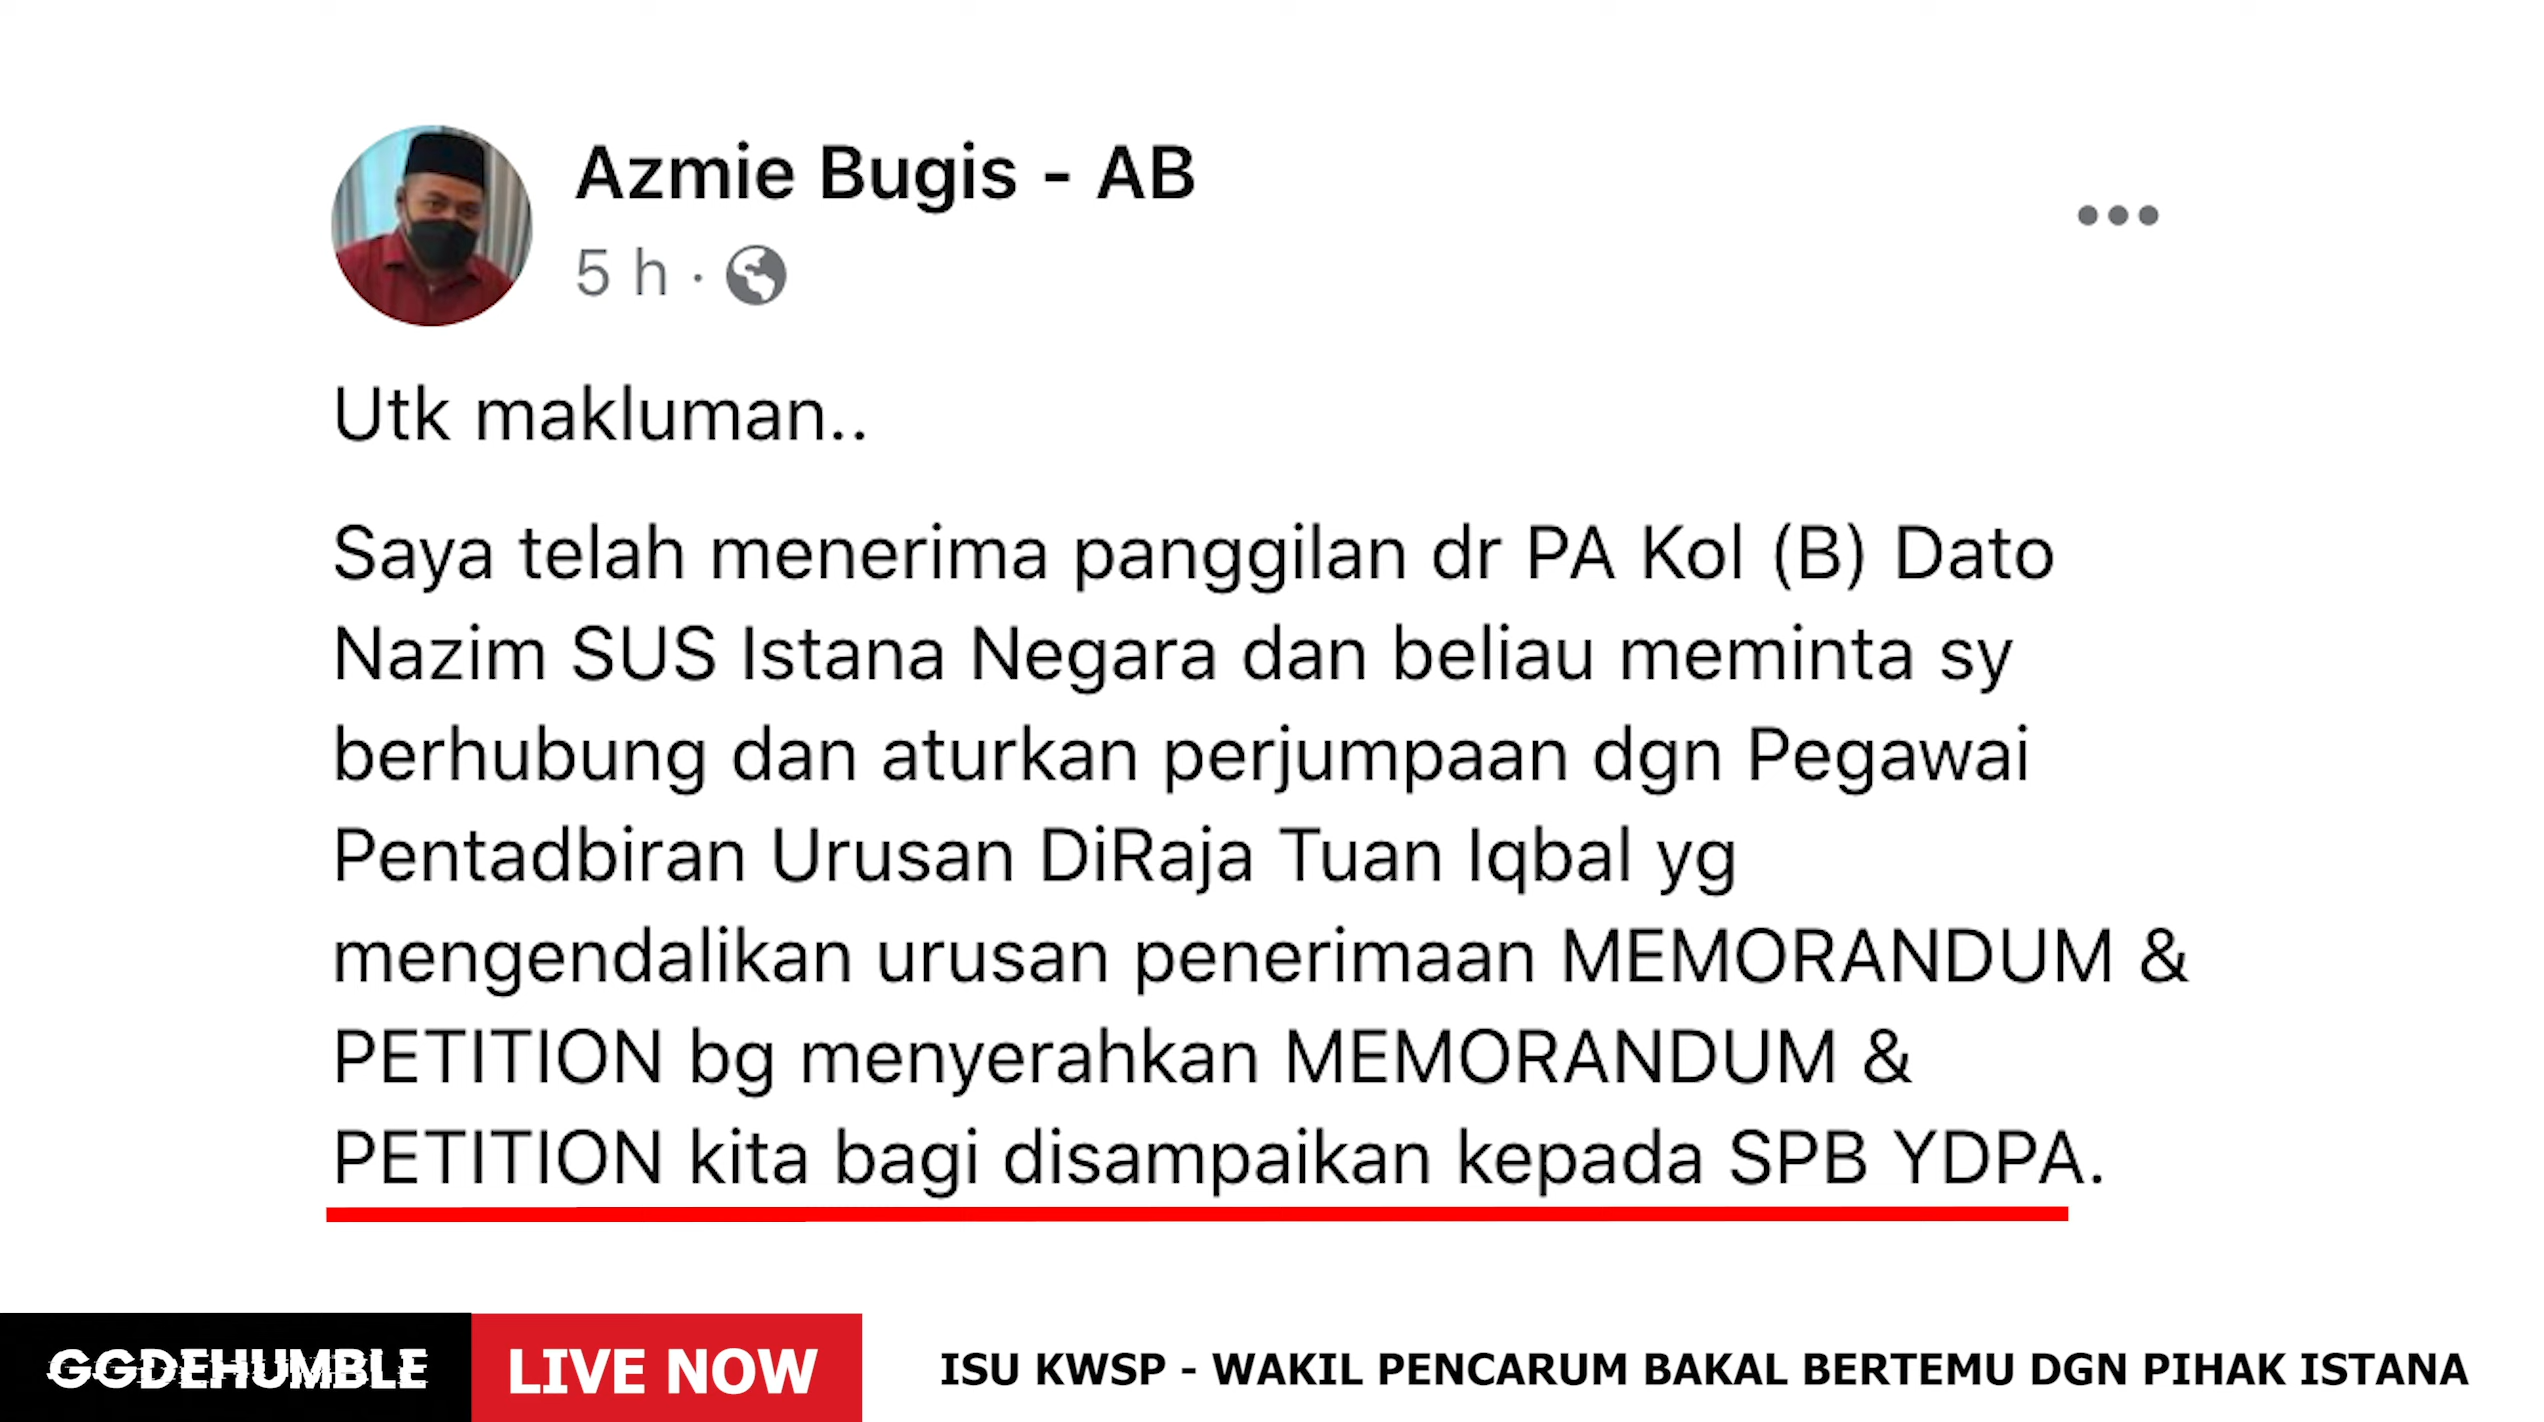 Azmie Bugis - AB
5 h ·
Utk makluman..
Saya telah menerima panggilan dr PA Kol (B) Dato
Nazim SUS Istana Negara dan beliau meminta sy
berhubung dan aturkan perjumpaan dgn Pegawai
Pentadbiran Urusan DiRaja Tuan Iqbal yg
mengendalikan urusan penerimaan MEMORANDUM &
PETITION bg menyerahkan MEMORANDUM &
PETITION kita bagi disampaikan kepada SPB YDPA.
GGDEHUMBLE
LIVE NOW
ISU KWSP - WAKIL PENCARUM BAKAL BERTEMU DGN PIHAK ISTANA